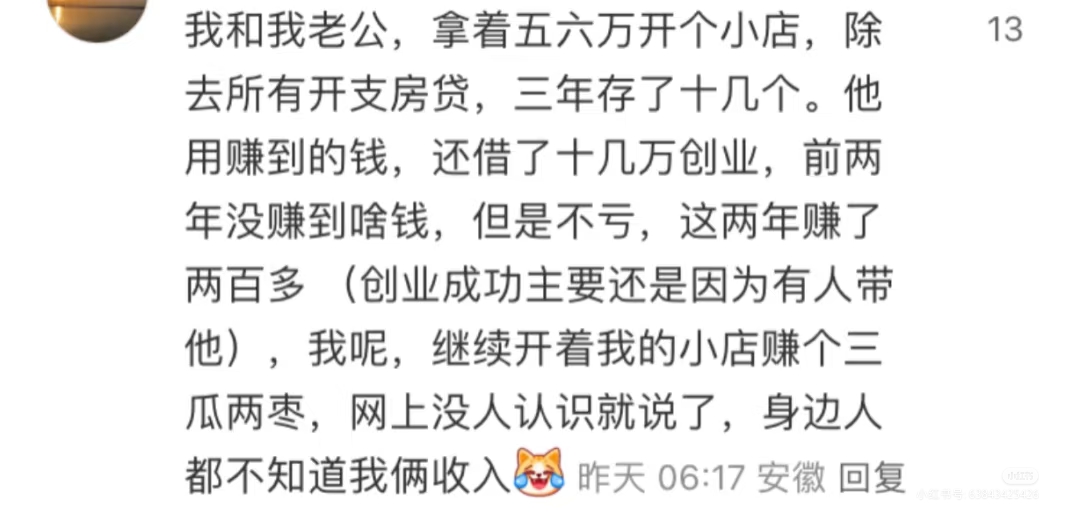 我和我老公，拿着五六万开个小店，除
13
去所有开支房贷，三年存了十几个。他
用赚到的钱，还借了十几万创业，前两
年没赚到啥钱，但是不亏，这两年赚了
两百多 （创业成功主要还是因为有人带
他），我呢，继续开着我的小店赚个三
瓜两枣，网上没人认识就说了，身边人
都不知道我俩收入😹 昨天 06:17 安徽 回复
小红书